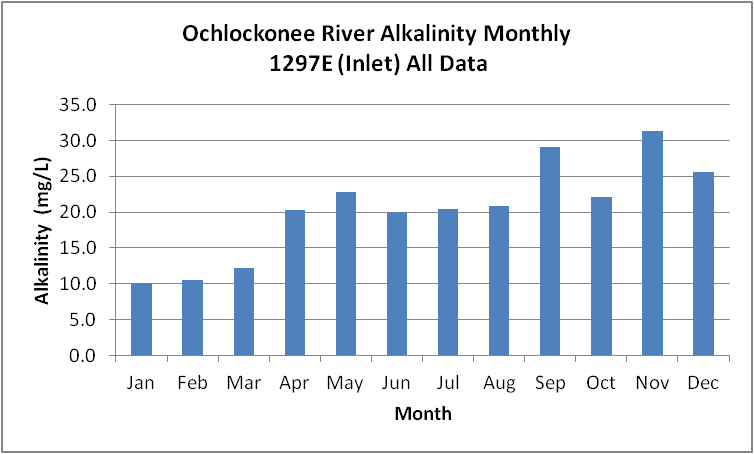 Ochlockonee River Alkalinity Monthly
1297E (Inlet) All Data
Alkalinity (mg/L)
35.0
30.0
25.0
20.0
15.0
10.0
5.0
0.0
Jan Feb Mar Apr May Jun Jul Aug Sep Oct Nov Dec
Month